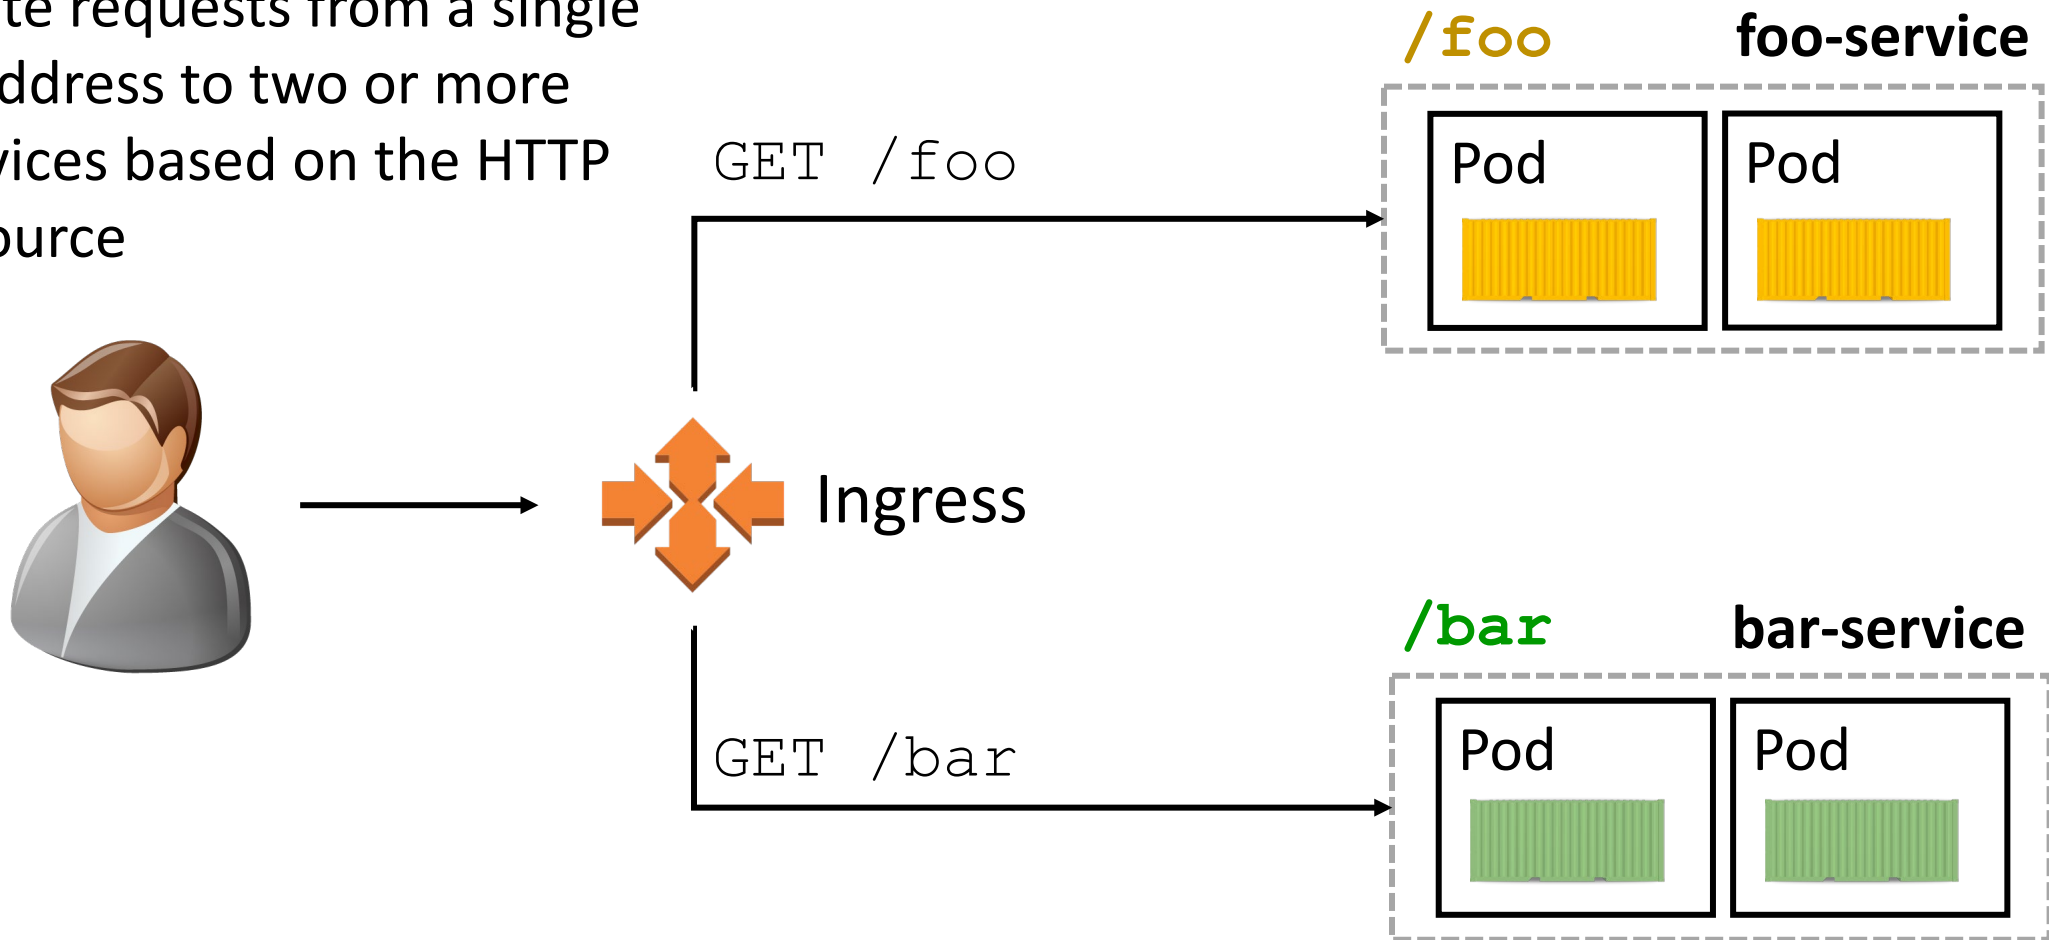 te requests from a single
ddress to two or more
vices based on the HTTP
ource
/foo foo-service
GET /foo
Pod Pod
Ingress
/bar bar-service
GET /bar
Pod Pod